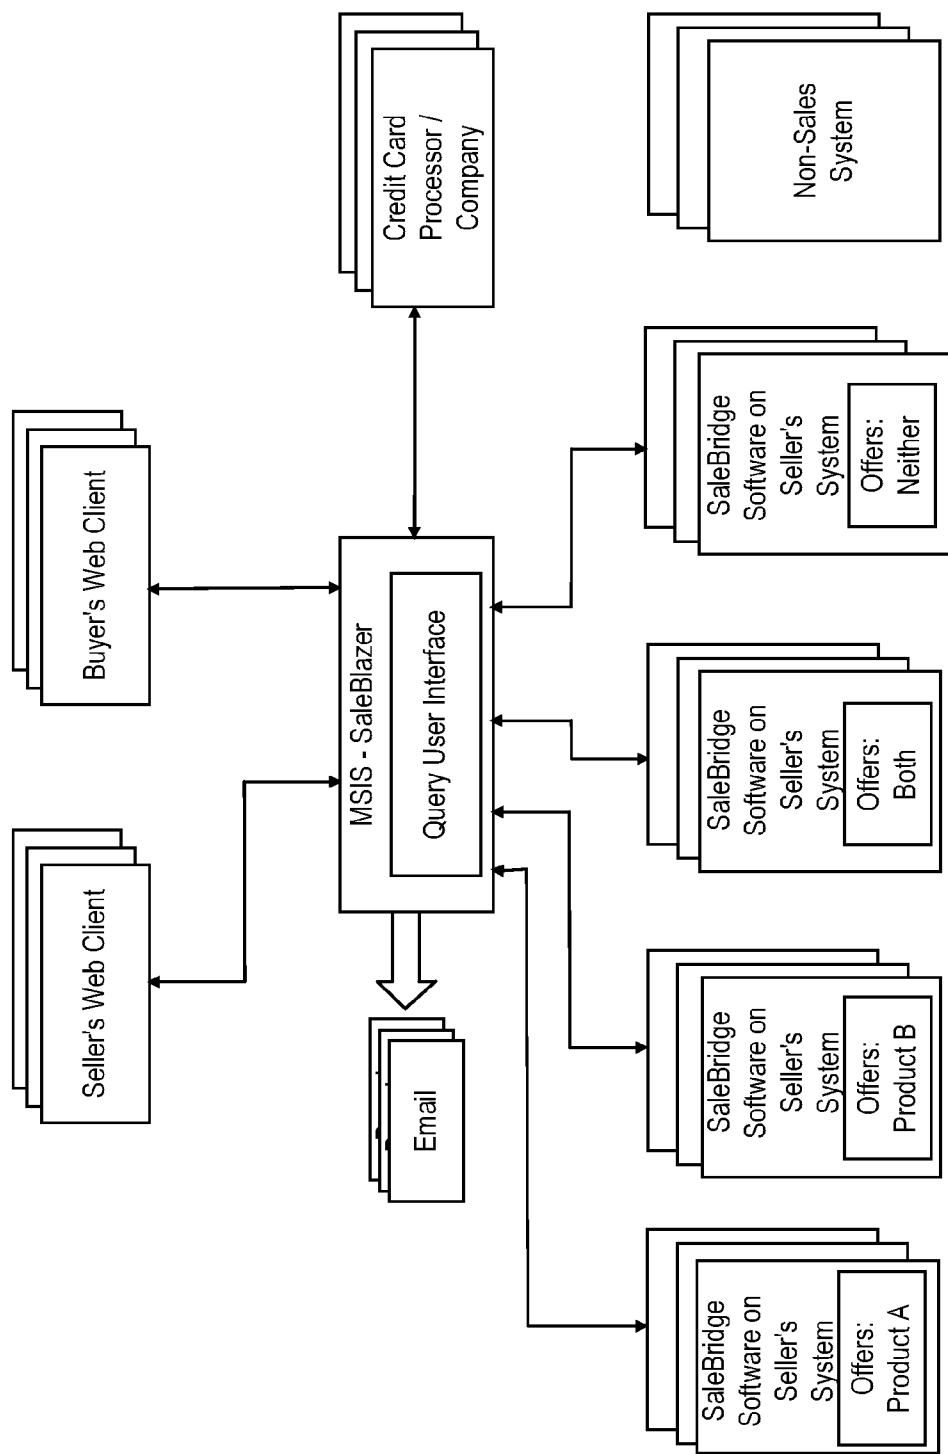 Seller's Web Client
Buyer's Web Client
Email
MSIS - SaleBlazer
Query User Interface
Credit Card
Processor /
Company
SaleBridge
Software on
Seller's
System
Offers:
Product A
SaleBridge
Software on
Seller's
System
Offers:
Product B
SaleBridge
Software on
Seller's
System
Offers:
Both
SaleBridge
Software on
Seller's
System
Offers:
Neither
Non-Sales
System